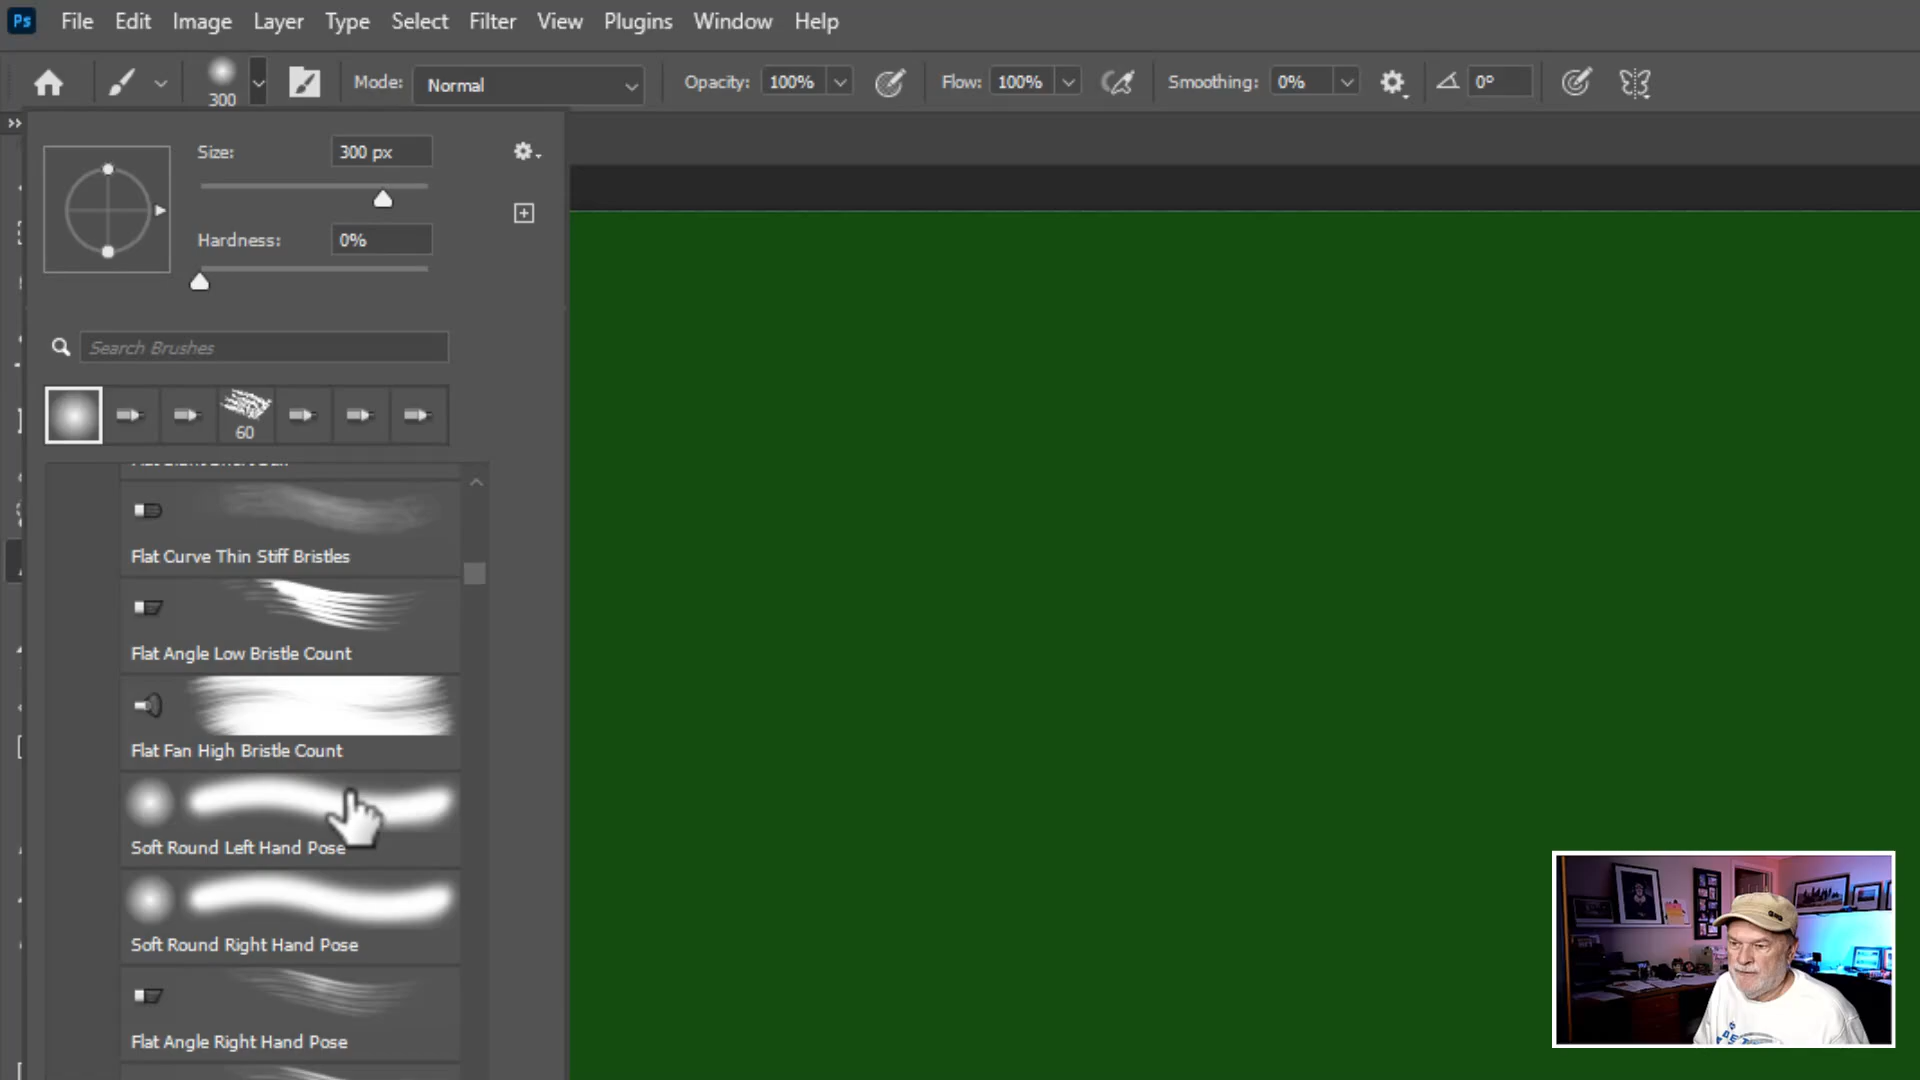 Ps File Edit Image Layer Type Select Filter View Plugins Window Help
300 Mode: Normal Opacity: 100% Flow: 100% Smoothing: 0% 0°
Size: 300 px
Hardness: 0%
Search Brushes
60
Flat Curve Thin Stiff Bristles
Flat Angle Low Bristle Count
Flat Fan High Bristle Count
Soft Round Left Hand Pose
Soft Round Right Hand Pose
Flat Angle Right Hand Pose